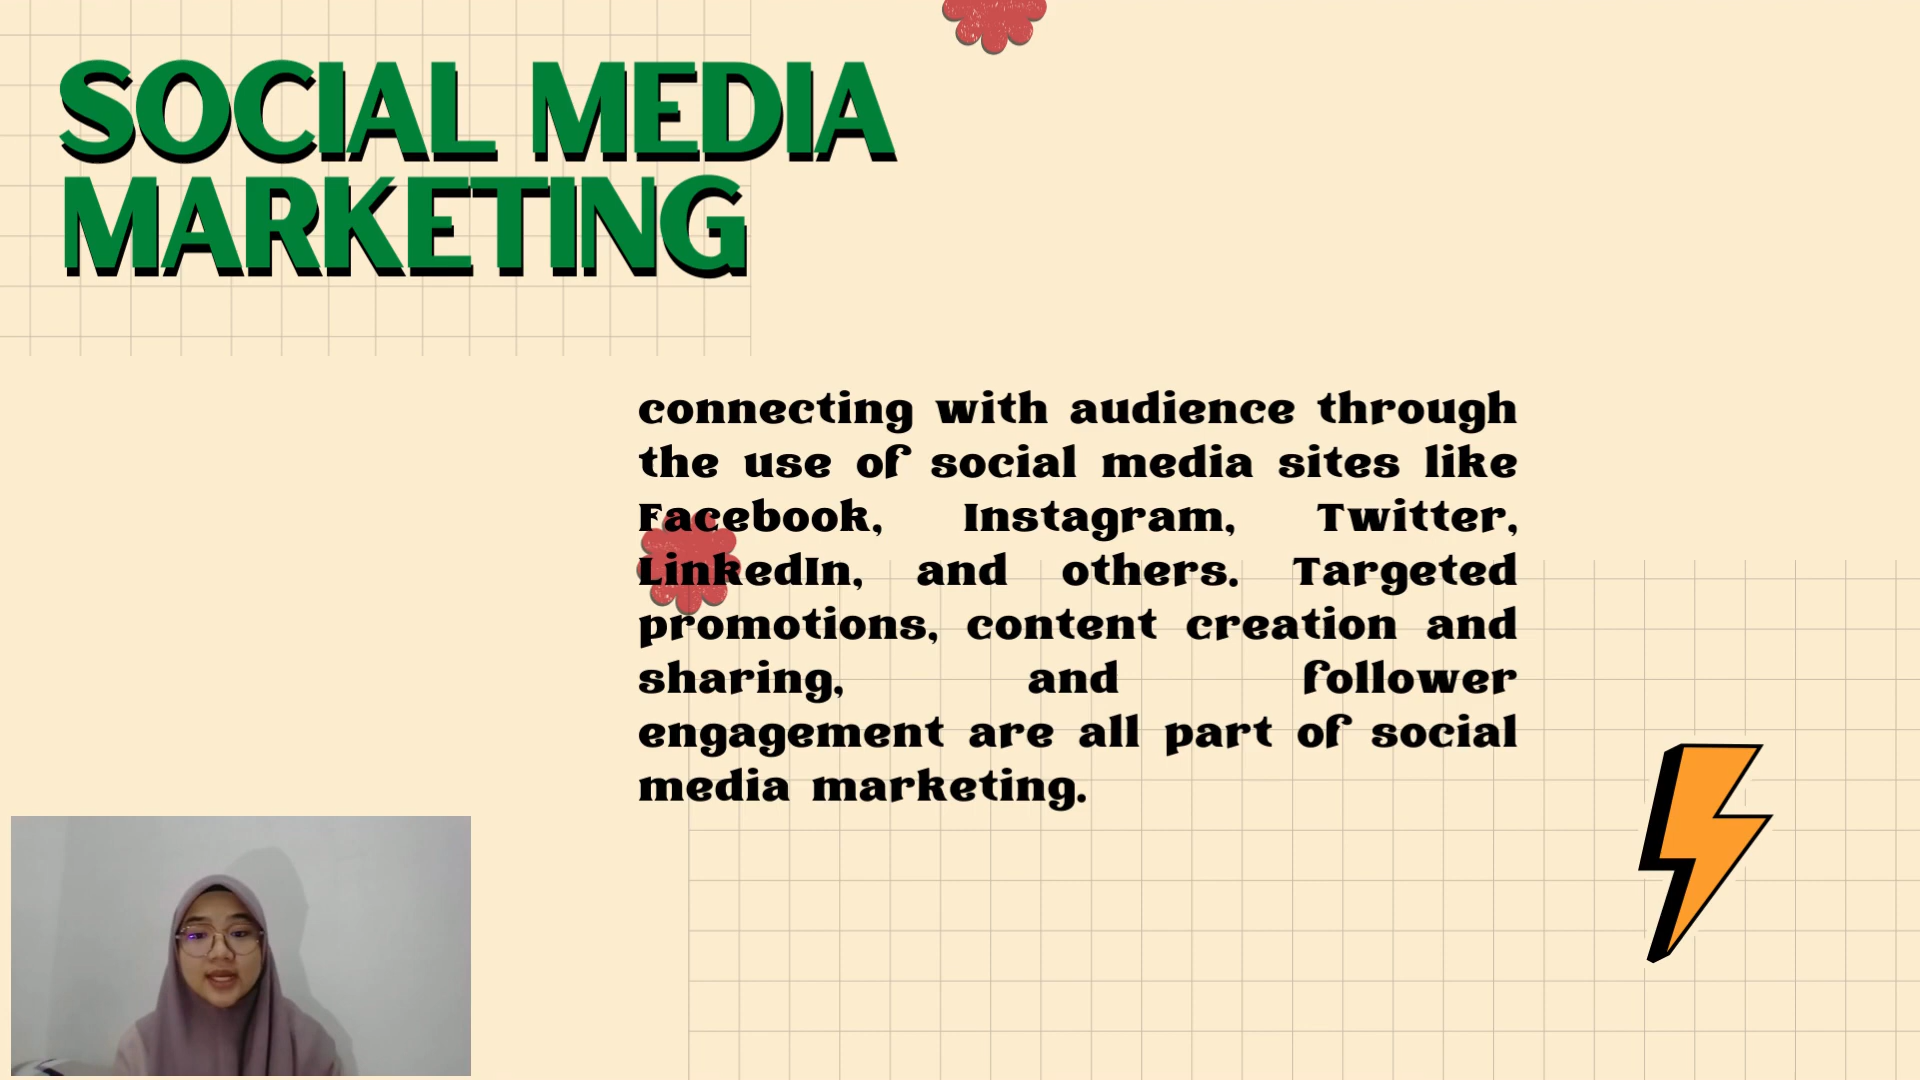 SOCIAL MEDIA
MARKETING
connecting with audience through
the use of social media sites like
Facebook, Instagram, Twitter,
LinkedIn, and others. Targeted
promotions, content creation and
sharing, and follower
engagement are all part of social
media marketing.